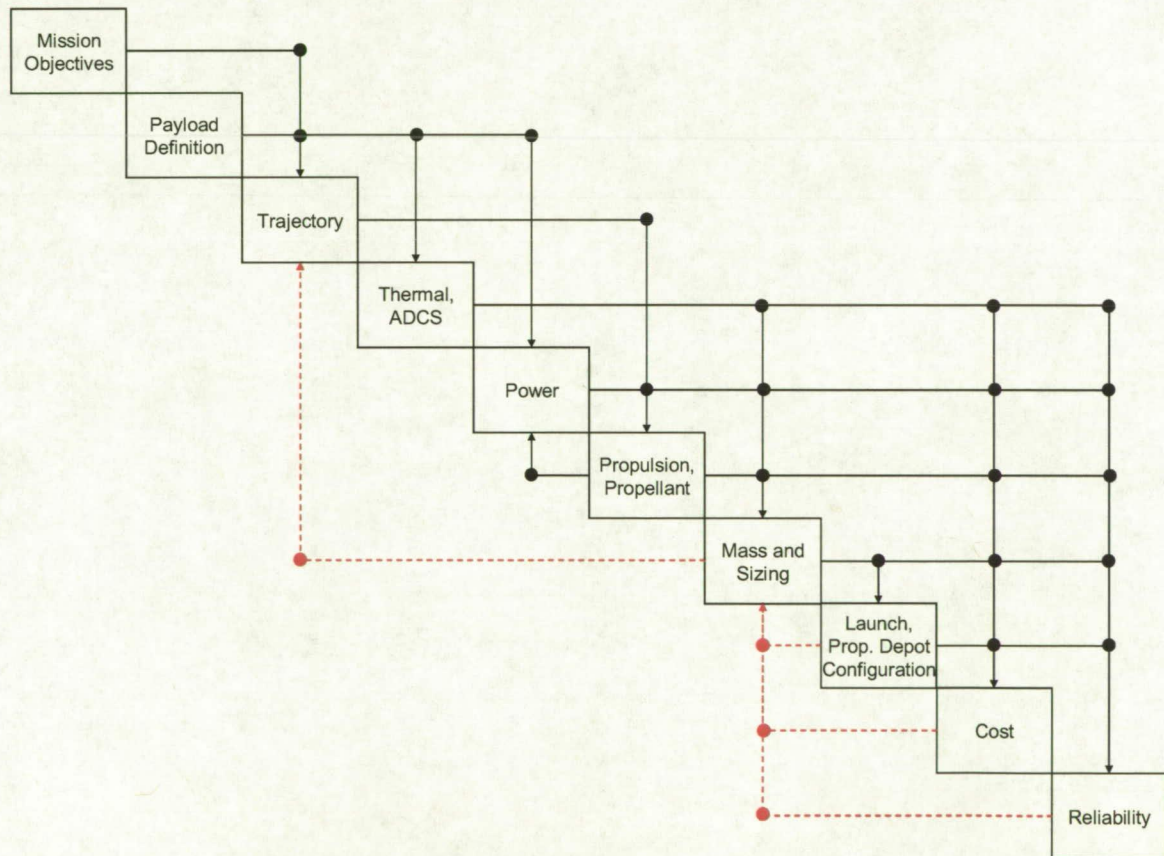 Mission
Objectives
Payload
Definition
Trajectory
Thermal,
ADCS
Power
Propulsion,
Propellant
Mass and
Sizing
Launch,
Prop. Depot
Configuration
Cost
Reliability